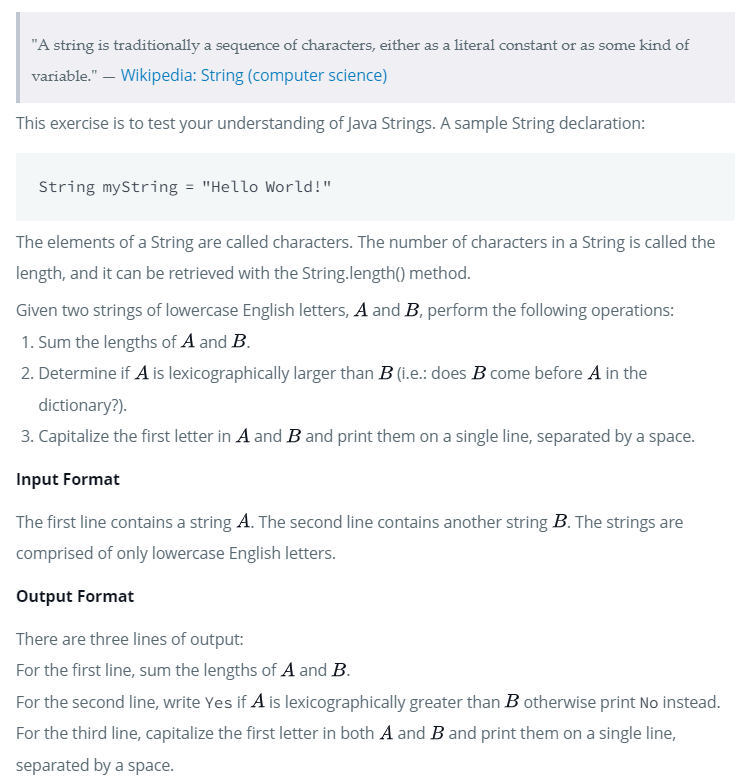 "A string is traditionally a sequence of characters, either as a literal constant or as some kind of
variable." — Wikipedia: String (computer science)
This exercise is to test your understanding of Java Strings. A sample String declaration:
String myString = "Hello World!"
The elements of a String are called characters. The number of characters in a String is called the
length, and it can be retrieved with the String.length() method.
Given two strings of lowercase English letters, A and B, perform the following operations:
1. Sum the lengths of A and B.
2. Determine if A is lexicographically larger than B (i.e.: does B come before A in the
dictionary?).
3. Capitalize the first letter in A and B and print them on a single line, separated by a space.
Input Format
The first line contains a string A. The second line contains another string B. The strings are
comprised of only lowercase English letters.
Output Format
There are three lines of output:
For the first line, sum the lengths of A and B.
For the second line, write Yes if A is lexicographically greater than B otherwise print No instead.
For the third line, capitalize the first letter in both A and B and print them on a single line,
separated by a space.